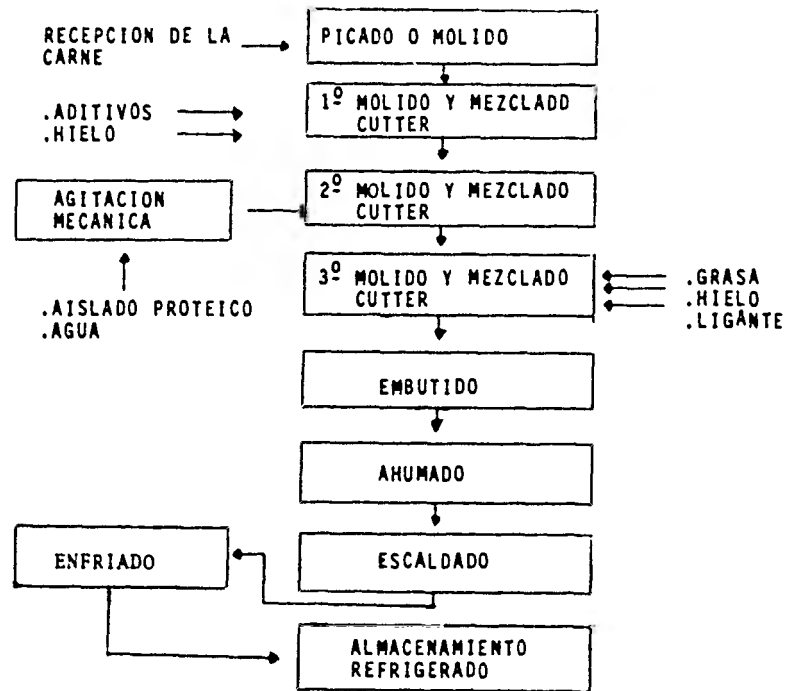 RECEPCION DE LA
CARNE
PICADO O MOLIDO
.ADITIVOS
.HIELO
1º MOLIDO Y MEZCLADO
CUTTER
AGITACION
MECANICA
2º MOLIDO Y MEZCLADO
CUTTER
.AISLADO PROTEICO
.AGUA
3º MOLIDO Y MEZCLADO
CUTTER
.GRASA
.HIELO
.LIGANTE
EMBUTIDO
AHUMADO
ENFRIADO
ESCALDADO
ALMACENAMIENTO
REFRIGERADO